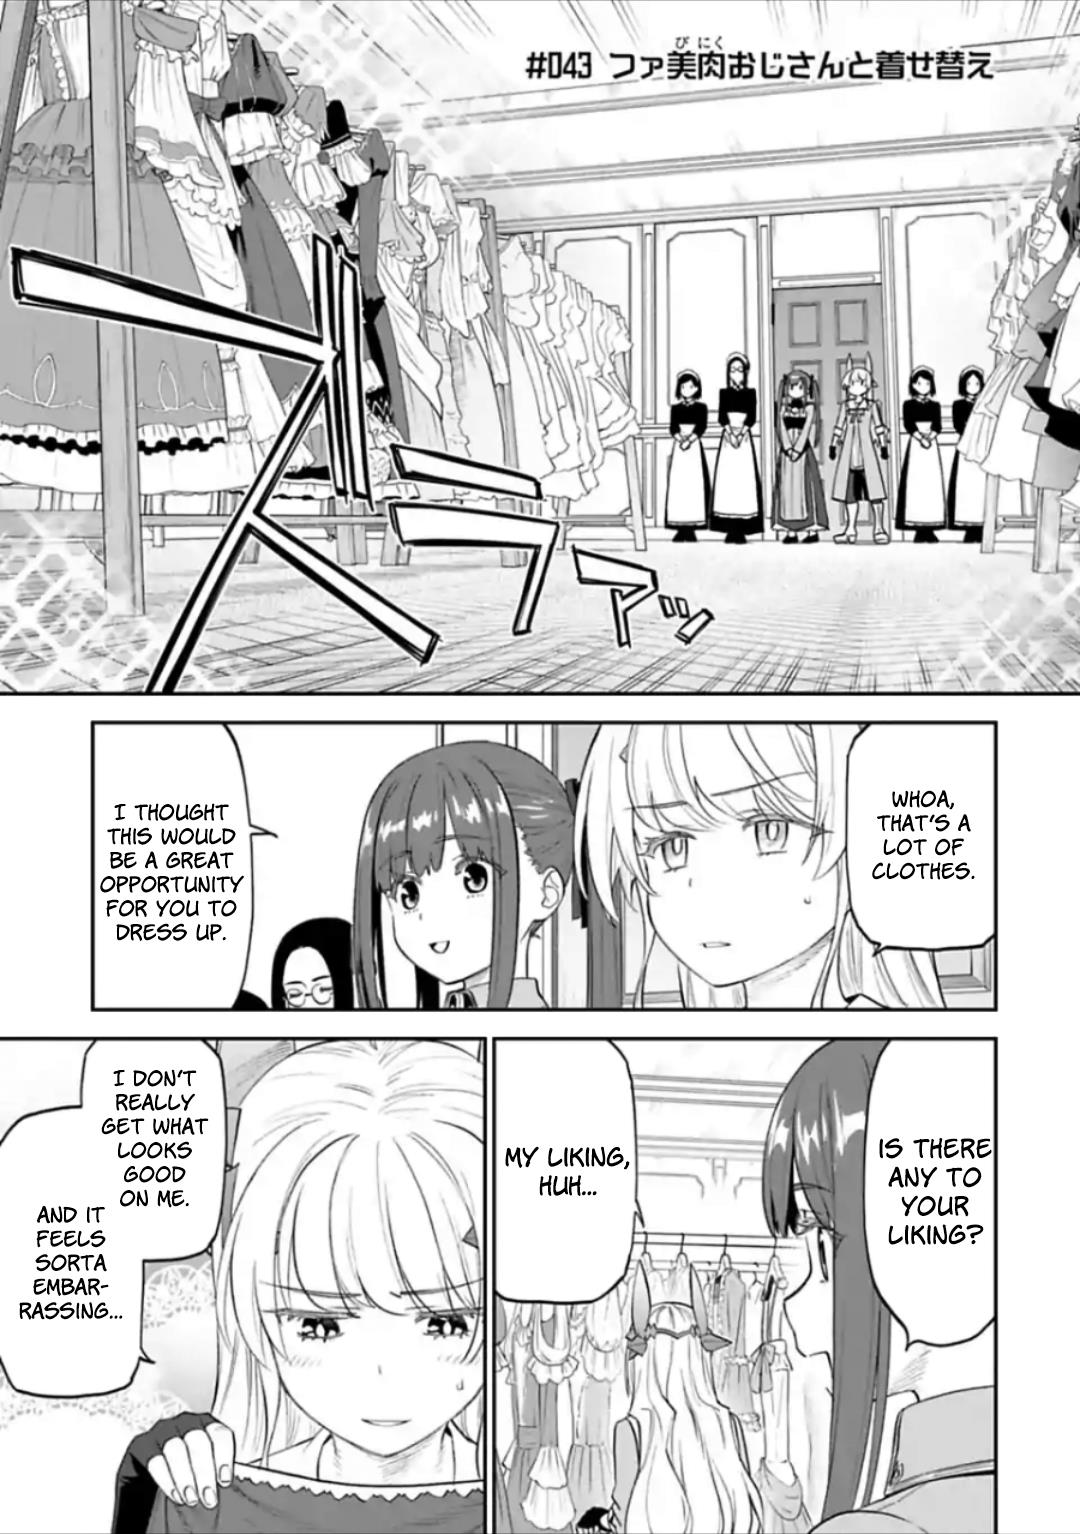 びにく
#043 ファ美肉おじさんと着せ替え
ズラアッ
WHOA,
THAT'S A
LOT OF
CLOTHES.
I THOUGHT
THIS WOULD
BE A GREAT
OPPORTUNITY
FOR YOU TO
DRESS UP.
IS THERE
ANY TO
YOUR
LIKING?
MY LIKING,
HUH...
I DON'T
REALLY
GET WHAT
LOOKS
GOOD
ON ME.
AND IT
FEELS
SORTA
EMBAR-
RASSING...